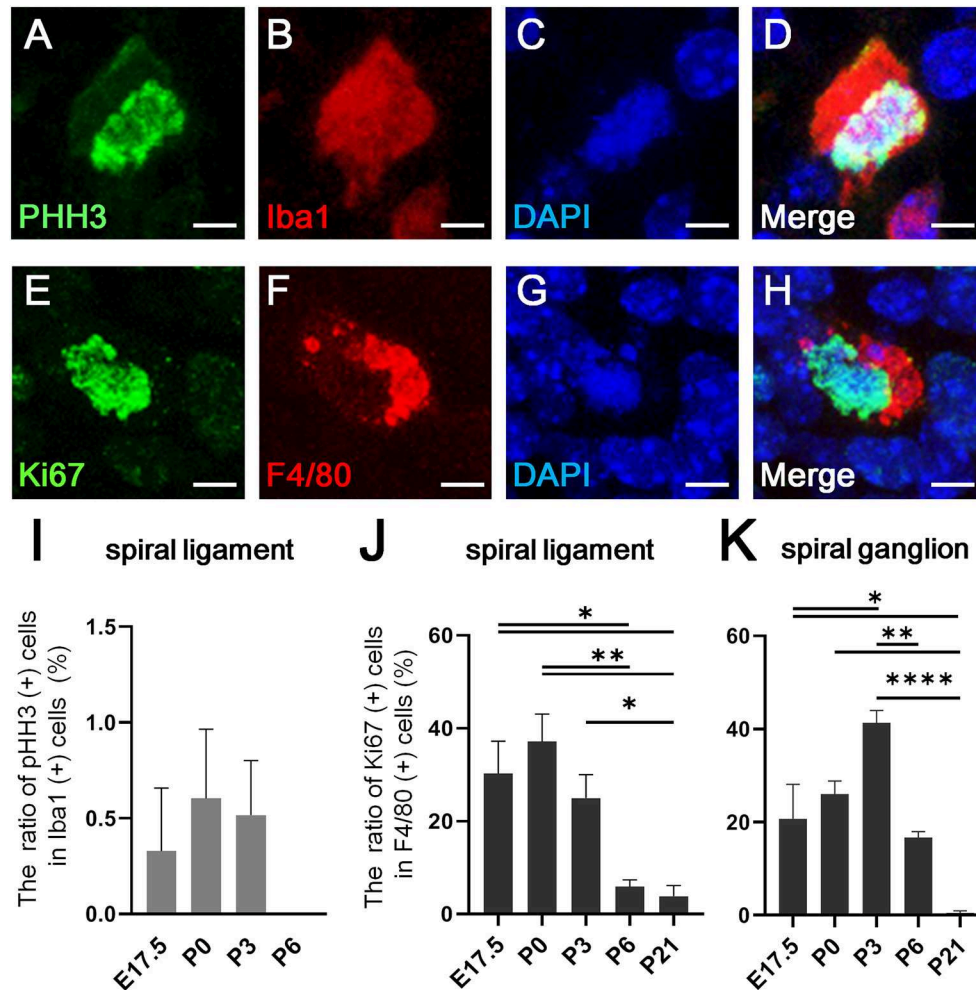 A
PHH3
B
Iba1
C
DAPI
D
Merge
E
Ki67
F
F4/80
G
DAPI
H
Merge
I
spiral ligament
The ratio of pHH3 (+) cells
in Iba1 (+) cells (%)
1.5
1.0
0.5
0.0
E17.5
P0
P3
P6
J
spiral ligament
The ratio of Ki67 (+) cells
in F4/80 (+) cells (%)
60
40
20
0
*
**
*
E17.5
P0
P3
P6
P21
K
spiral ganglion
60
40
20
0
*
**
****
E17.5
P0
P3
P6
P21